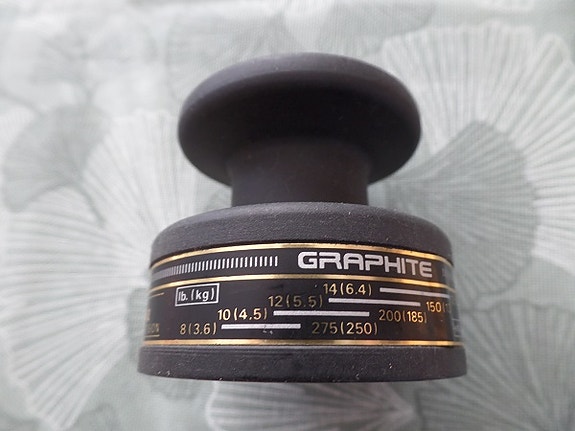 GRAPHITE
lb. (kg)
14 (6.4)
12 (5.5) 150
10 (4.5) 200 (185)
8 (3.6) 275 (250)